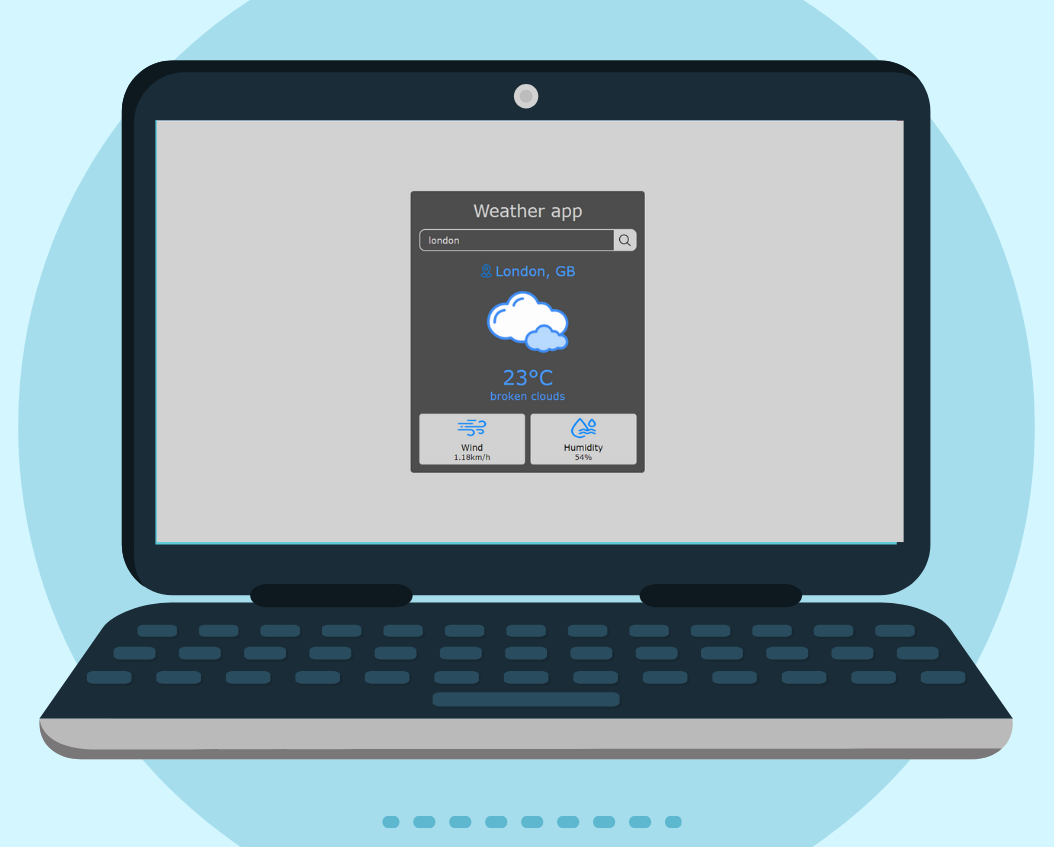 Weather app
london
London, GB
23°C
broken clouds
Wind
1.18km/h
Humidity
54%